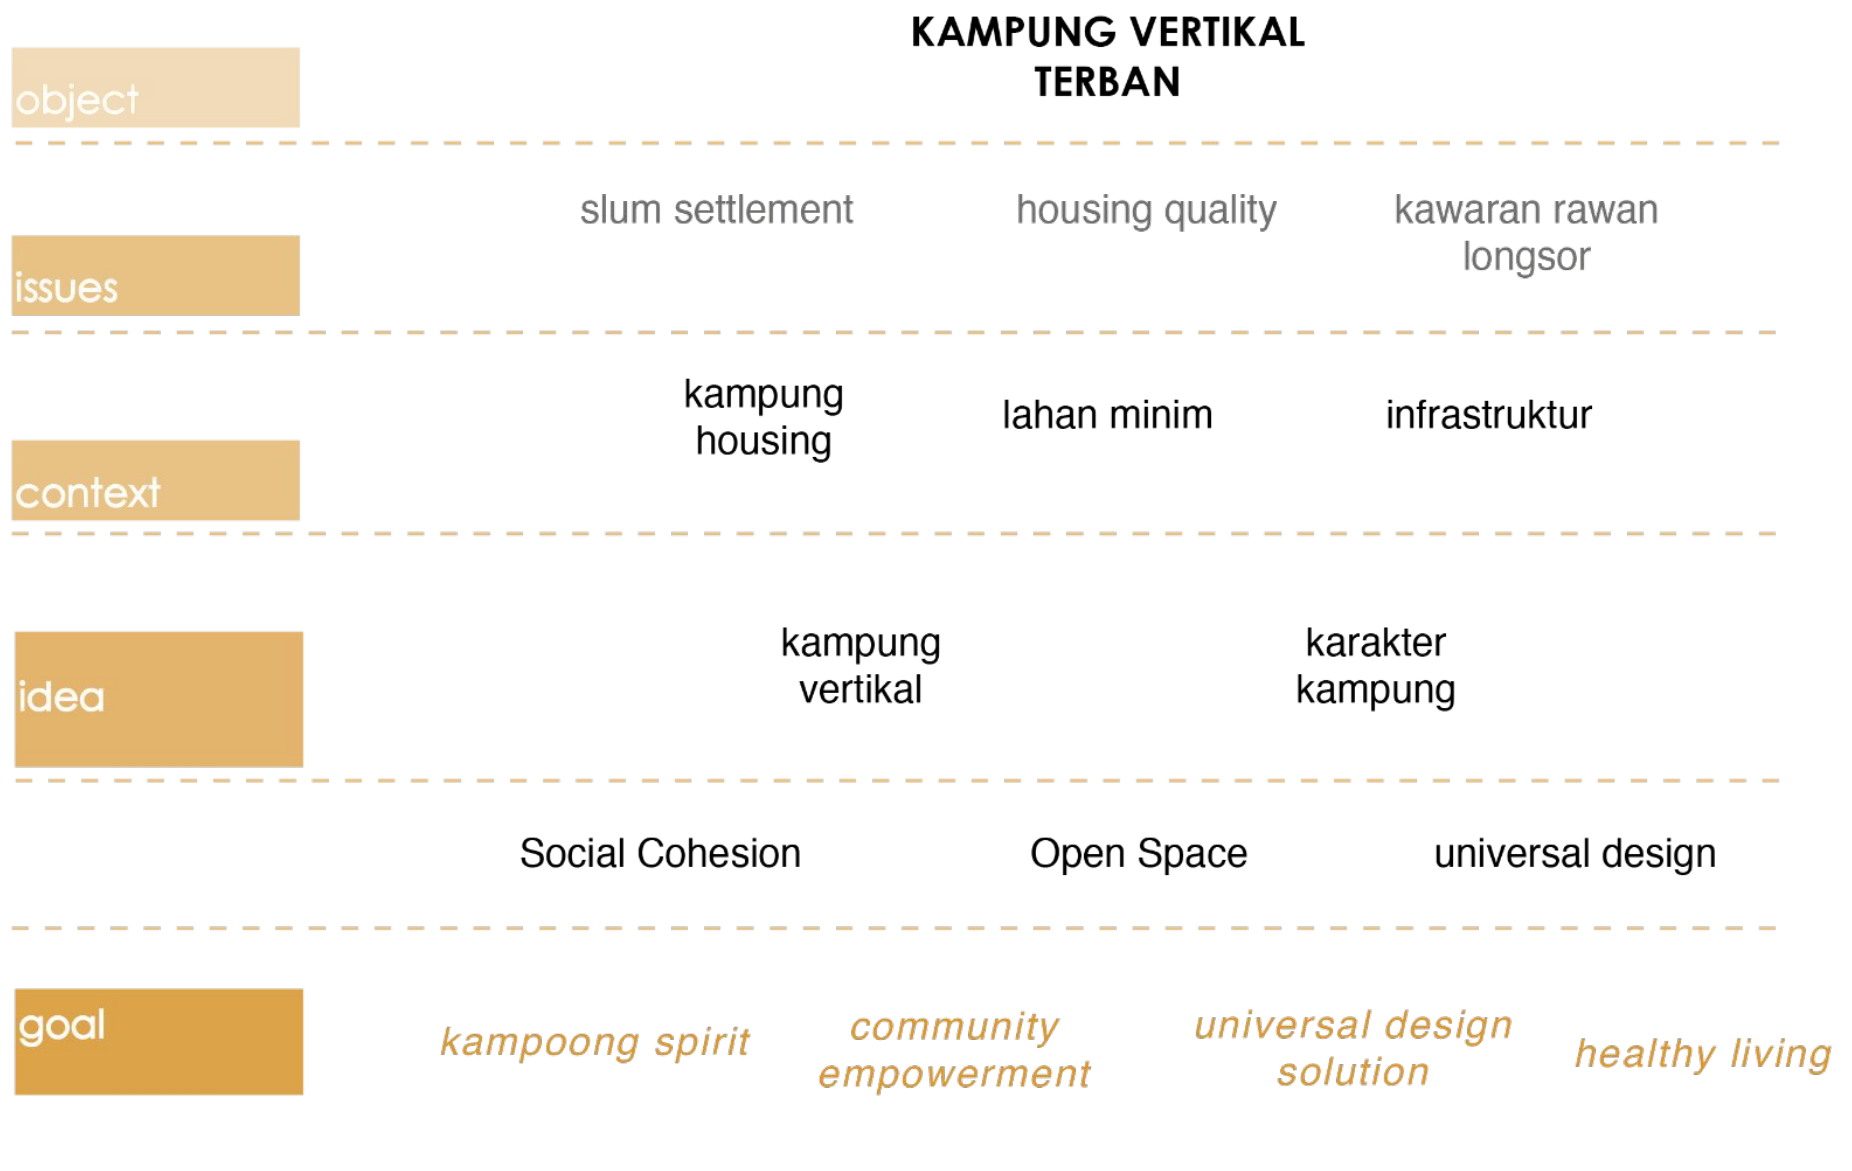 KAMPUNG VERTIKAL
TERBAN
object
slum settlement
housing quality
kawaran rawan
longsor
issues
kampung
housing
lahan minim
infrastruktur
context
kampung
vertikal
karakter
kampung
idea
Social Cohesion
Open Space
universal design
goal
kampoong spirit
community
empowerment
universal design
solution
healthy living